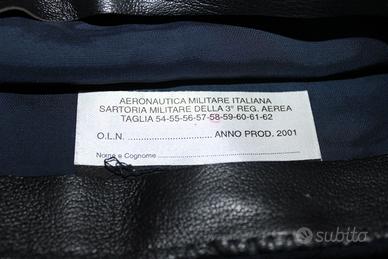 AERONAUTICA MILITARE ITALIANA
SARTORIA MILITARE DELLA 3° REG. AEREA
TAGLIA 54-55-56-57-58-59-60-61-62
O.L.N. .......................... ANNO PROD. 2001
Nome e Cognome ..........................................
subito